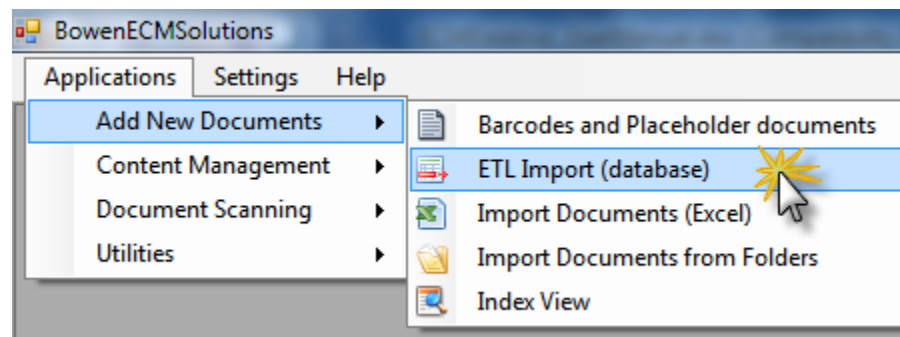 BowenECMSolutions
Applications Settings Help
Add New Documents
Content Management
Document Scanning
Utilities
Barcodes and Placeholder documents
ETL Import (database)
Import Documents (Excel)
Import Documents from Folders
Index View